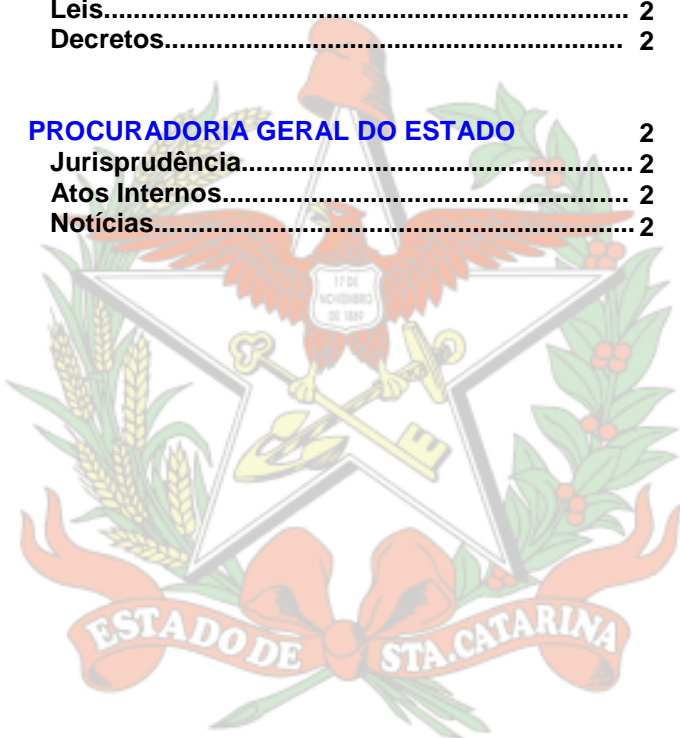 Leis....................................................................... 2
Decretos.............................................................. 2
PROCURADORIA GERAL DO ESTADO 2
Jurisprudência..................................................... 2
Atos Internos....................................................... 2
Notícias................................................................. 2
17 DE
NOVEMBRO
DE 1889
ESTADO DE STA. CATARINA